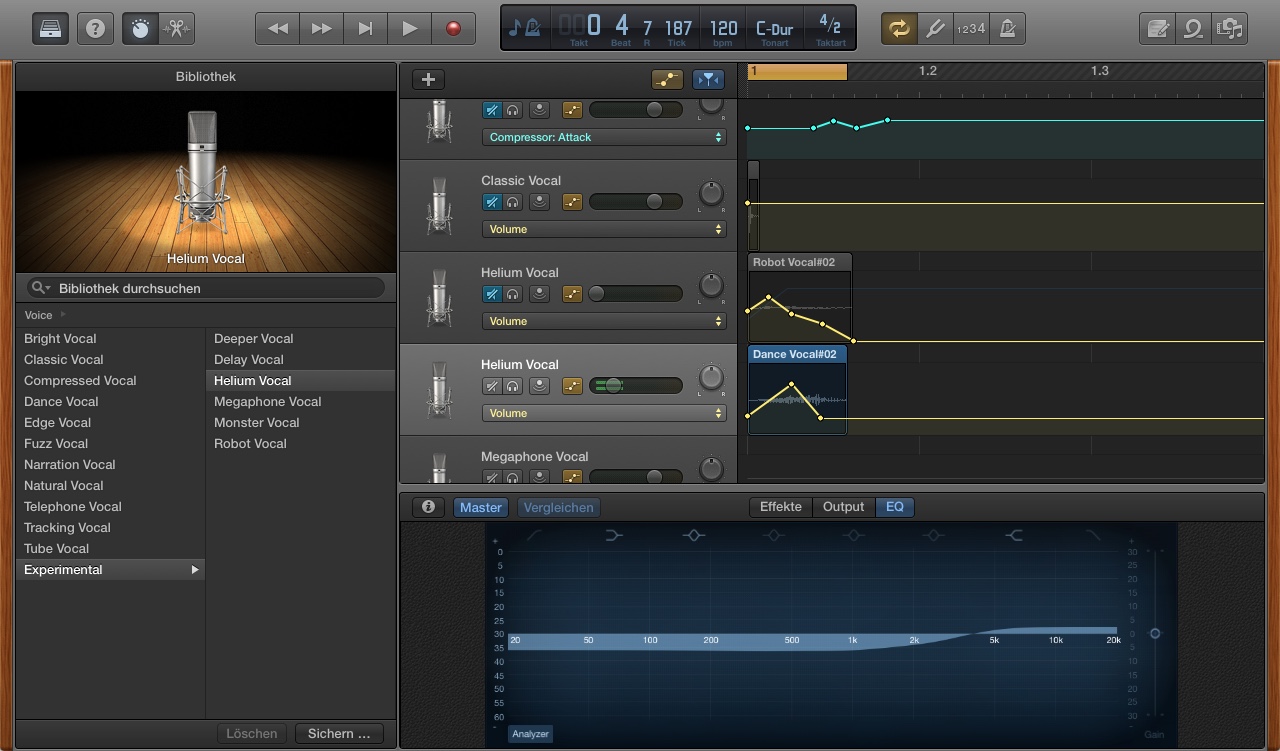 0 4 7 187 120 C-Dur 4/2
Takt Beat R Tick bpm Tonart Taktart
1234
Bibliothek
Helium Vocal
Bibliothek durchsuchen
Voice
Bright Vocal
Classic Vocal
Compressed Vocal
Dance Vocal
Edge Vocal
Fuzz Vocal
Narration Vocal
Natural Vocal
Telephone Vocal
Tracking Vocal
Tube Vocal
Experimental
Deeper Vocal
Delay Vocal
Helium Vocal
Megaphone Vocal
Monster Vocal
Robot Vocal
Löschen
Sichern ...
1 1.2 1.3
L R
Compressor: Attack
Classic Vocal
L R
Volume
Helium Vocal
L R
Volume
Helium Vocal
L R
Volume
Megaphone Vocal
Robot Vocal#02
Dance Vocal#02
Master
Vergleichen
Effekte
Output
EQ
+
0
5
10
15
20
25
30
35
40
45
50
55
60
-
20 50 100 200 500 1k 2k 5k 10k 20k
+
30
25
20
15
10
5
0
5
10
15
20
25
30
-
Analyzer
Gain